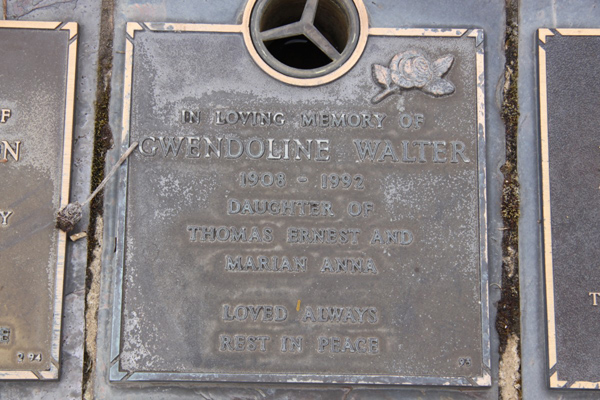 IN LOVING MEMORY OF
GWENDOLINE WALTER
1908 - 1992
DAUGHTER OF
THOMAS ERNEST AND
MARIAN ANNA
LOVED ALWAYS
REST IN PEACE